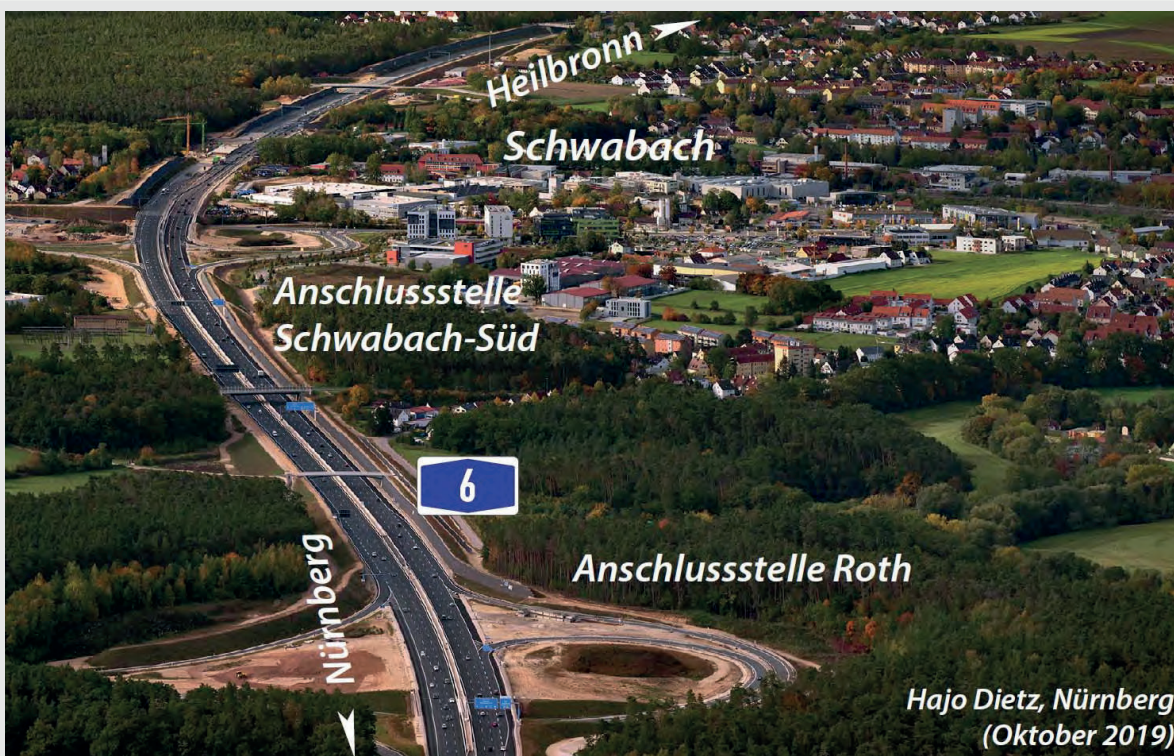 Heilbronn
Schwabach
Anschlussstelle
Schwabach-Süd
6
Anschlussstelle Roth
Nürnberg
Hajo Dietz, Nürnberg
(Oktober 2019)